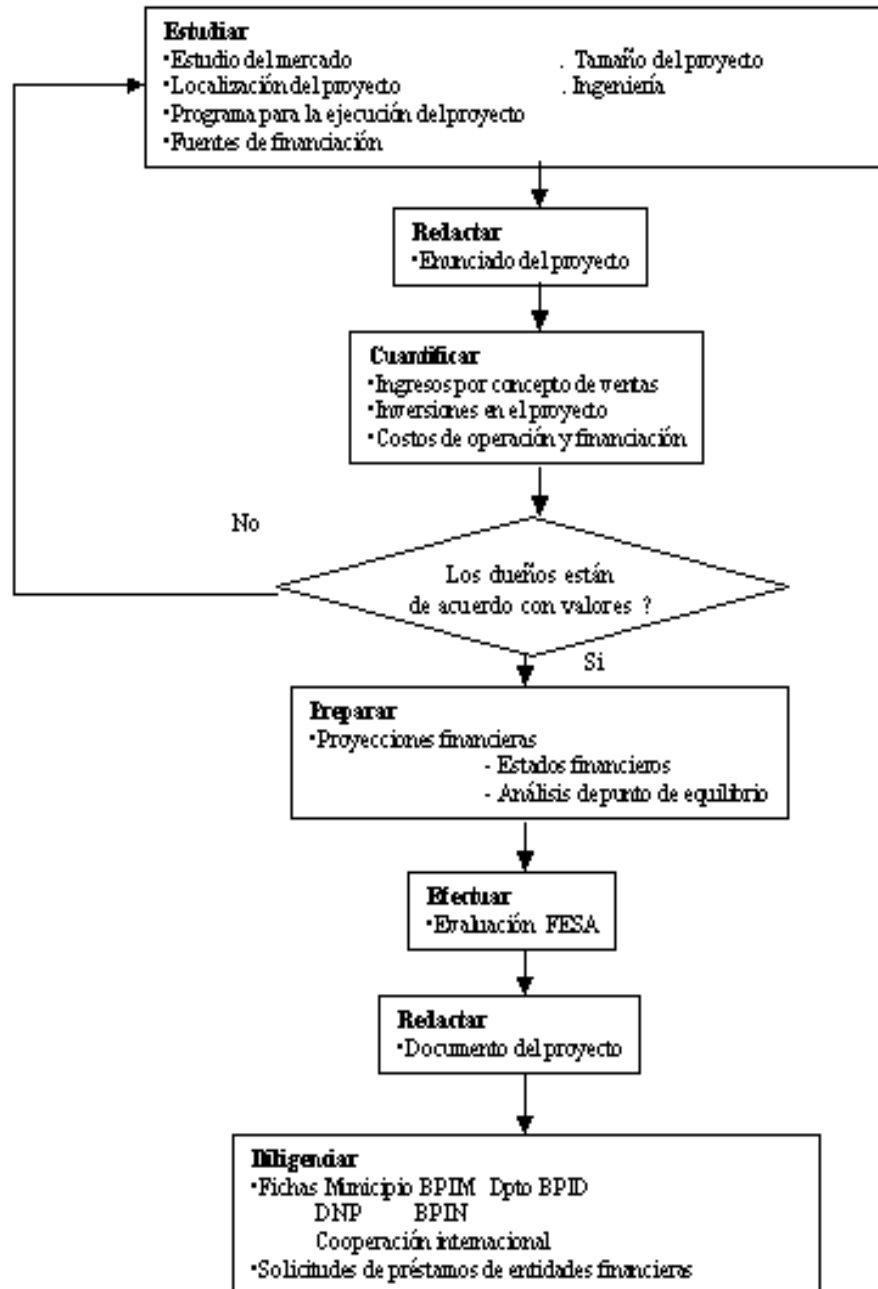 Estudiar
•Estudio del mercado . Tamaño del proyecto
•Localización del proyecto . Ingeniería
•Programa para la ejecución del proyecto
•Fuentes de financiación
Redactar
•Enunciado del proyecto
Cuantificar
•Ingresos por concepto de ventas
•Inversiones en el proyecto
•Costos de operación y financiación
No
Los dueños están
de acuerdo con valores ?
Si
Preparar
•Proyecciones financieras
- Estados financieros
- Análisis de punto de equilibrio
Efectuar
•Evaluación FESA
Redactar
•Documento del proyecto
Diligenciar
•Fichas Municipio BPIM Dpto BPID
DNP BPIN
Cooperación internacional
•Solicitudes de préstamos de entidades financieras